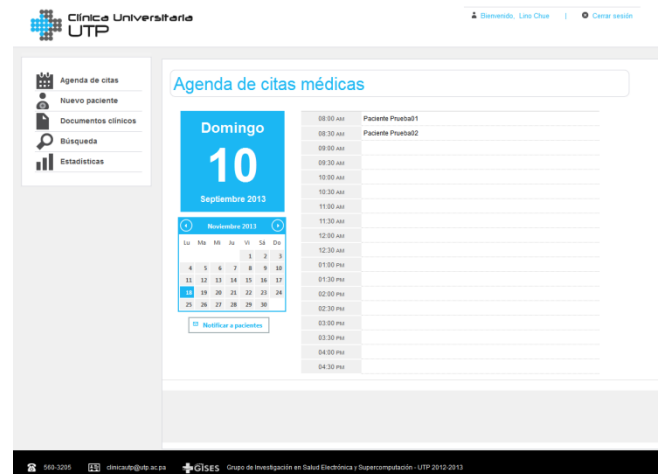 Clínica Universitaria
UTP
Bienvenido, Lino Chue | Cerrar sesión
Agenda de citas
Nuevo paciente
Documentos clínicos
Búsqueda
Estadísticas
Agenda de citas médicas
Domingo
10
Septiembre 2013
Noviembre 2013
Lu Ma Mi Ju Vi Sá Do
1 2 3
4 5 6 7 8 9 10
11 12 13 14 15 16 17
18 19 20 21 22 23 24
25 26 27 28 29 30
Notificar a pacientes
08:00 AM Paciente Prueba01
08:30 AM Paciente Prueba02
09:00 AM
09:30 AM
10:00 AM
10:30 AM
11:00 AM
11:30 AM
12:00 AM
12:30 AM
01:00 PM
01:30 PM
02:00 PM
02:30 PM
03:00 PM
03:30 PM
04:00 PM
04:30 PM
560-3205 clinicautp@utp.ac.pa GISES Grupo de Investigación en Salud Electrónica y Supercomputación - UTP 2012-2013